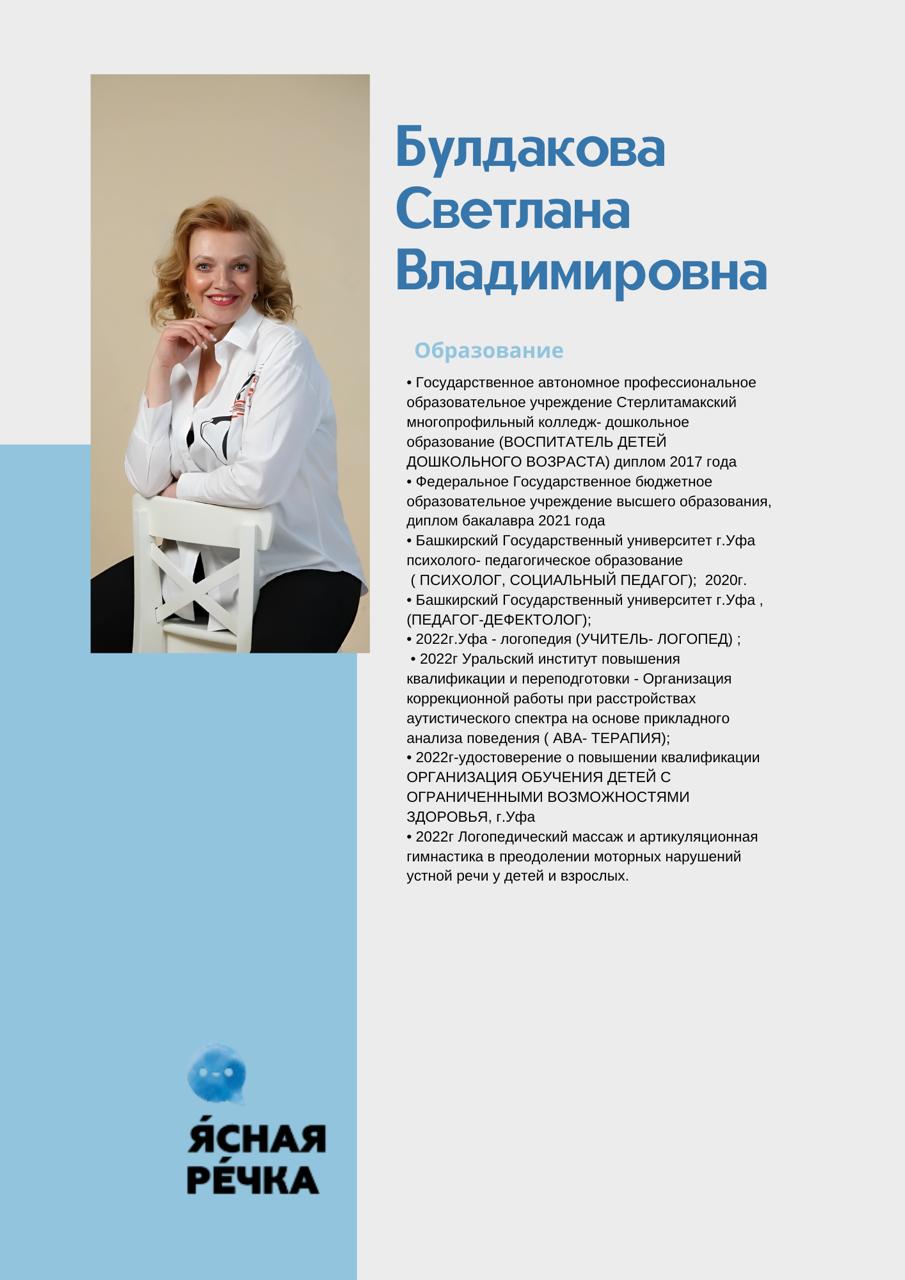 Булдакова
Светлана
Владимировна
Образование
• Государственное автономное профессиональное
образовательное учреждение Стерлитамакский
многопрофильный колледж- дошкольное
образование (ВОСПИТАТЕЛЬ ДЕТЕЙ
ДОШКОЛЬНОГО ВОЗРАСТА) диплом 2017 года
• Федеральное Государственное бюджетное
образовательное учреждение высшего образования,
диплом бакалавра 2021 года
• Башкирский Государственный университет г.Уфа
психолого- педагогическое образование
( ПСИХОЛОГ, СОЦИАЛЬНЫЙ ПЕДАГОГ);  2020г.
• Башкирский Государственный университет г.Уфа ,
(ПЕДАГОГ-ДЕФЕКТОЛОГ);
• 2022г.Уфа - логопедия (УЧИТЕЛЬ- ЛОГОПЕД) ;
• 2022г Уральский институт повышения
квалификации и переподготовки - Организация
коррекционной работы при расстройствах
аутистического спектра на основе прикладного
анализа поведения ( АВА- ТЕРАПИЯ);
• 2022г-удостоверение о повышении квалификации
ОРГАНИЗАЦИЯ ОБУЧЕНИЯ ДЕТЕЙ С
ОГРАНИЧЕННЫМИ ВОЗМОЖНОСТЯМИ
ЗДОРОВЬЯ, г.Уфа
• 2022г Логопедический массаж и артикуляционная
гимнастика в преодолении моторных нарушений
устной речи у детей и взрослых.
Я́СНАЯ
РЕ́ЧКА